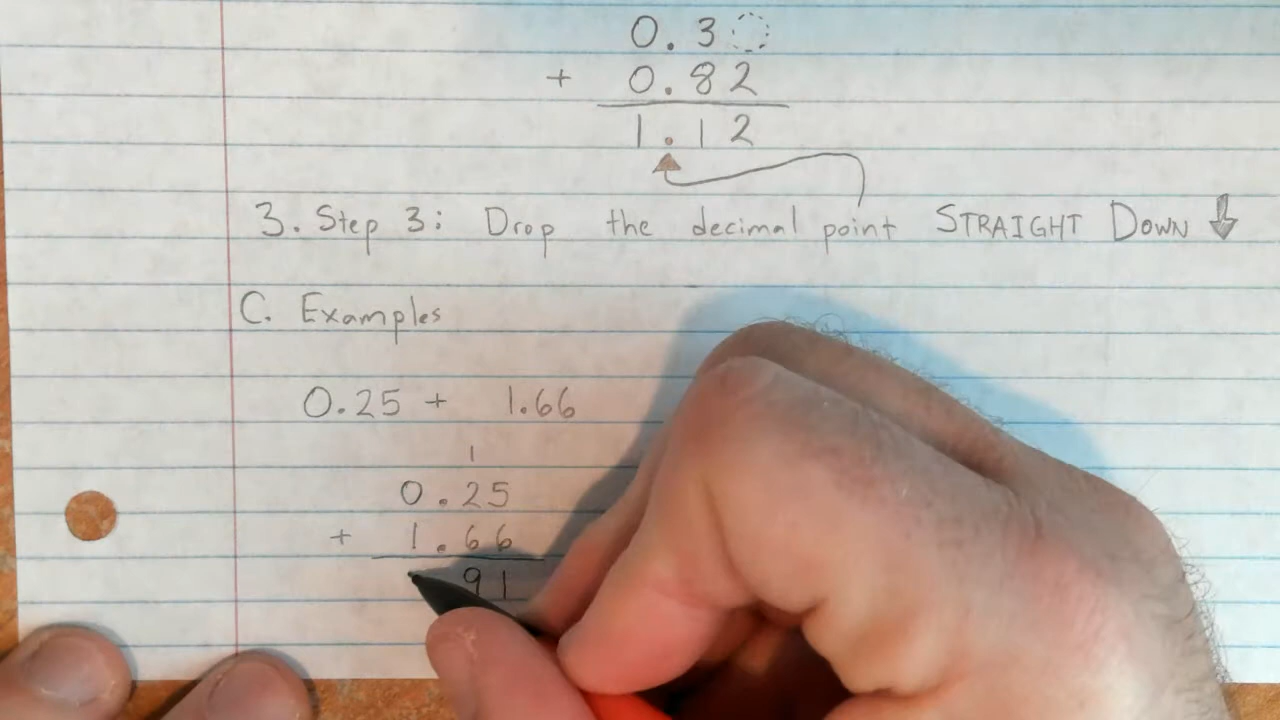 0.3
+ 0.82
1.12
3. Step 3: Drop the decimal point STRAIGHT DOWN ↓
C. Examples
0.25 + 1.66
1
0.25
+ 1.66
91